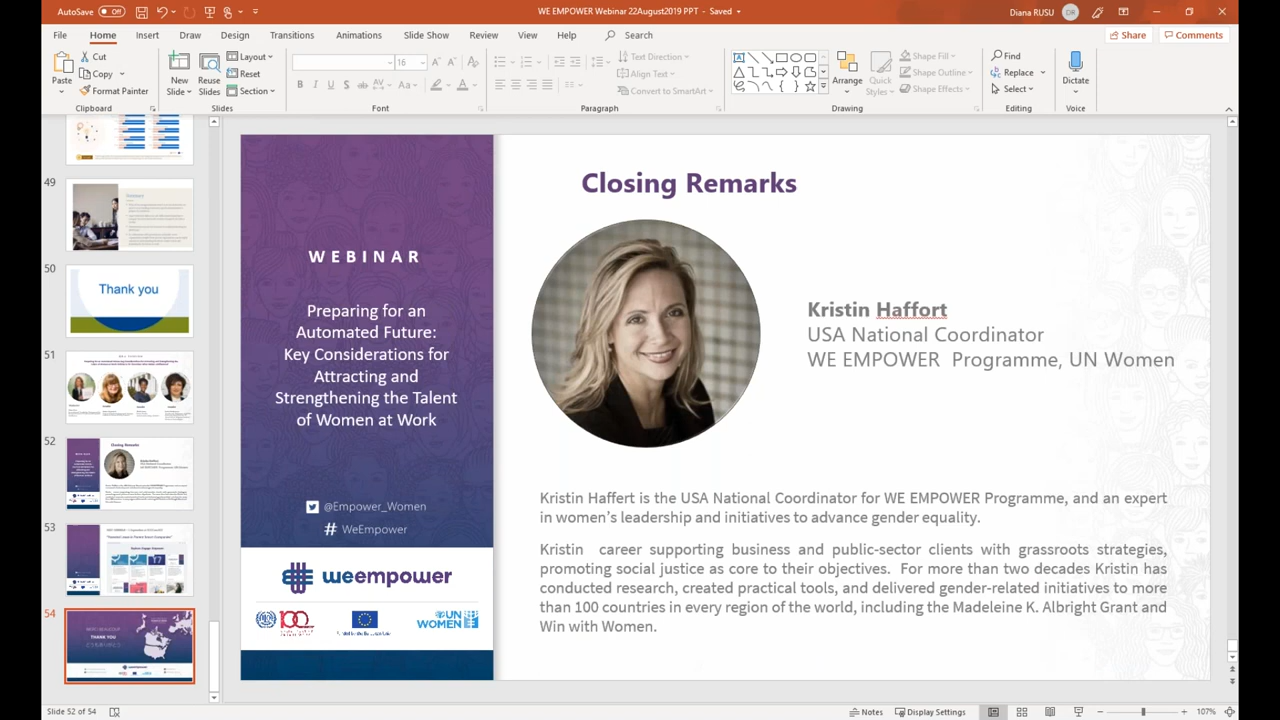 AutoSave Off
WE EMPOWER Webinar 22August2019 PPT - Saved
Diana RUSU DR
File Home Insert Draw Design Transitions Animations Slide Show Review View Help Search
Share Comments
Paste
Cut
Copy
Format Painter
Clipboard
New Slide
Reuse Slides
Layout
Reset
Section
Slides
16
Font
Text Direction
Align Text
Convert to SmartArt
Paragraph
Arrange
Quick Styles
Shape Fill
Shape Outline
Shape Effects
Drawing
Find
Replace
Select
Editing
Dictate
Voice
49
50
Thank you
51
52
Closing Remarks
53
54
THANK YOU
WEBINAR
Preparing for an
Automated Future:
Key Considerations for
Attracting and
Strengthening the Talent
of Women at Work
@Empower_Women
# WeEmpower
weempower
100
UN
WOMEN
Closing Remarks
Kristin Haffort
USA National Coordinator
WE EMPOWER Programme, UN Women
Kristin Haffert is the USA National Coordinator for WE EMPOWER Programme, and an expert
in women's leadership and initiatives to advance gender equality.
Kristin's career supporting business and public-sector clients with grassroots strategies,
promoting social justice as core to their objectives. For more than two decades Kristin has
conducted research, created practical tools, and delivered gender-related initiatives to more
than 100 countries in every region of the world, including the Madeleine K. Albright Grant and
Win with Women.
Slide 52 of 54
Notes
Display Settings
107%